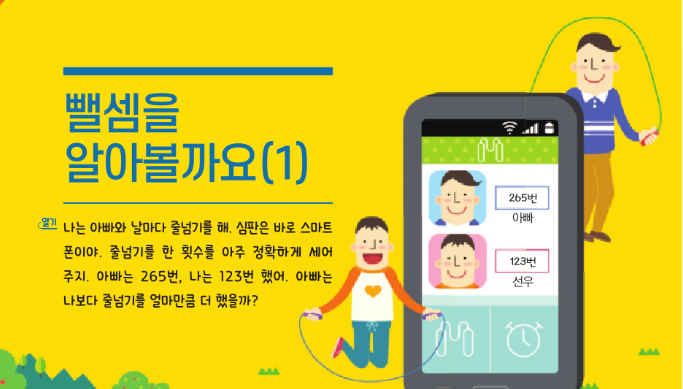 뺄셈을
알아볼까요(1)
열기
나는 아빠와 날마다 줄넘기를 해. 심판은 바로 스마트
폰이야. 줄넘기를 한 횟수를 아주 정확하게 세어
주지. 아빠는 265번, 나는 123번 했어. 아빠는
나보다 줄넘기를 얼마만큼 더 했을까?
265번
아빠
123번
선우